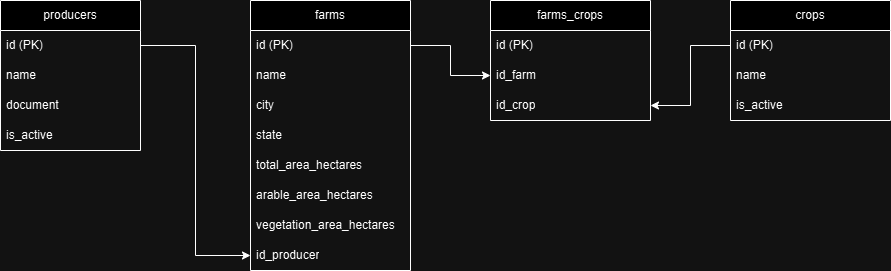 producers
id (PK)
name
document
is_active
farms
id (PK)
name
city
state
total_area_hectares
arable_area_hectares
vegetation_area_hectares
id_producer
farms_crops
id (PK)
id_farm
id_crop
crops
id (PK)
name
is_active